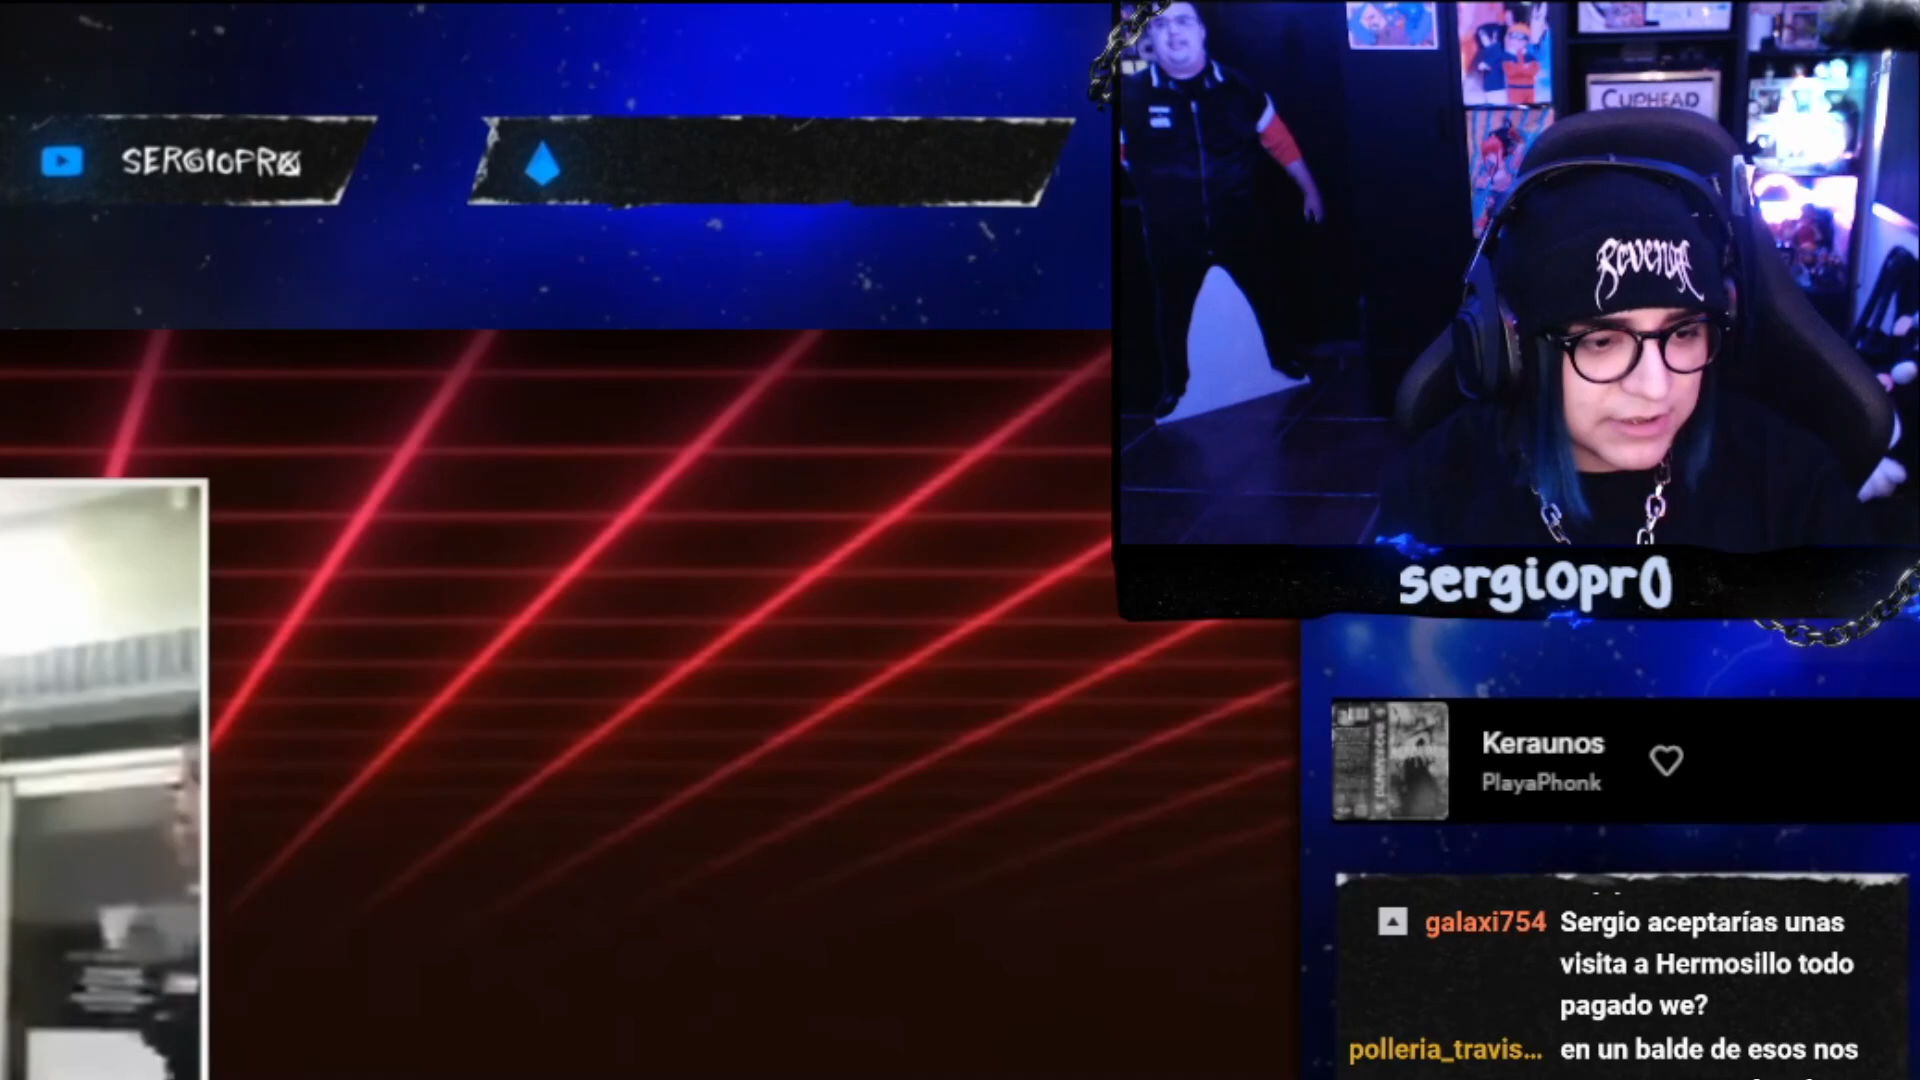 SERGIOPRO
CUPHEAD
Revenge
sergi0pr0
Keraunos
PlayaPhonk
galaxi754 Sergio aceptarías unas
visita a Hermosillo todo
pagado we?
polleria_travis... en un balde de esos nos